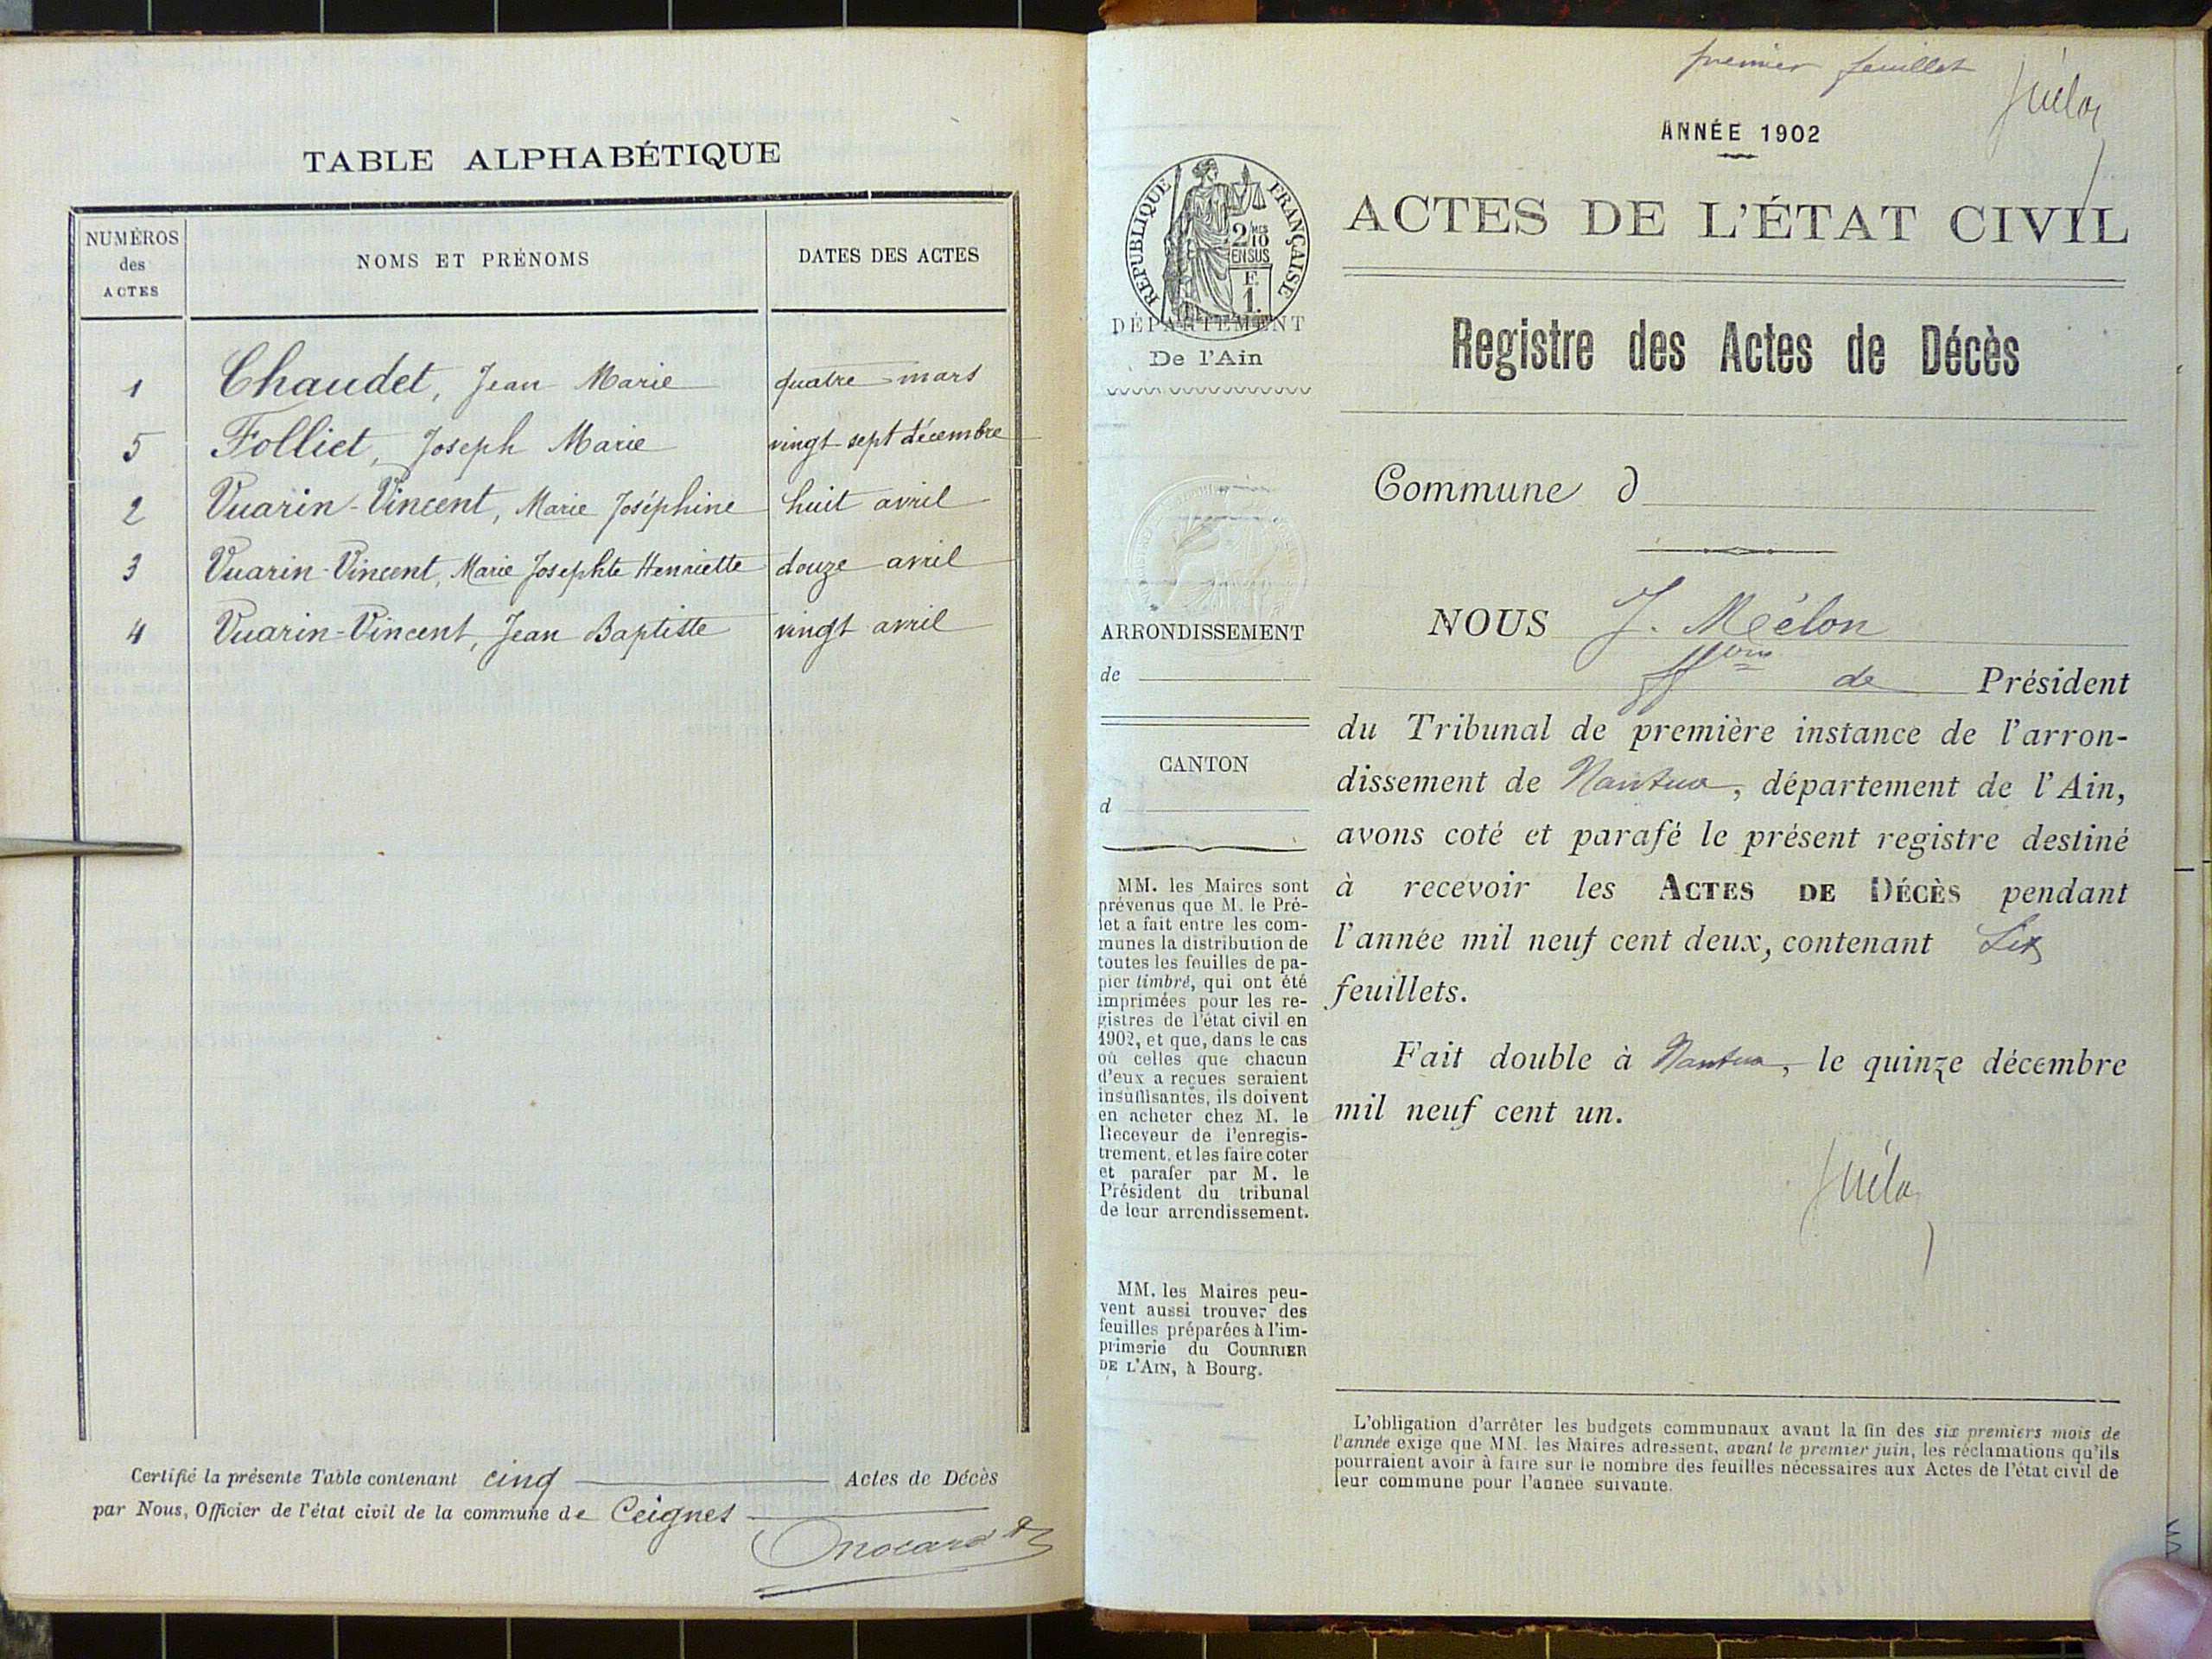 TABLE ALPHABÉTIQUE
NUMÉROS des ACTES
NOMS ET PRÉNOMS
DATES DES ACTES
1 Chaudet, Jean Marie quatre mars
5 Folliet, Joseph Marie vingt sept décembre
2 Vuarin-Vincent, Marie Joséphine huit avril
3 Vuarin-Vincent, Marie Josephte Henriette douze avril
4 Vuarin-Vincent, Jean Baptiste vingt avril
Certifié la présente Table contenant cinq Actes de Décès
par Nous, Officier de l'état civil de la commune de Ceignes
premier feuillet
ANNÉE 1902
RÉPUBLIQUE FRANÇAISE
2/10 MES
EN SUS
F.
1.
DÉPARTEMENT
De l'Ain
ARRONDISSEMENT
de
CANTON
d
MM. les Maires sont
prévenus que M. le Pré-
fet a fait entre les com-
munes la distribution de
toutes les feuilles de pa-
pier timbré, qui ont été
imprimées pour les re-
gistres de l'état civil en
1902, et que, dans le cas
où celles que chacun
d'eux a reçues seraient
insuffisantes, ils doivent
en acheter chez M. le
Receveur de l'enregis-
trement, et les faire coter
et parafer par M. le
Président du tribunal
de leur arrondissement.
MM. les Maires peu-
vent aussi trouver des
feuilles préparées à l'im-
primerie du COURRIER
DE L'AIN, à Bourg.
ACTES DE L'ÉTAT CIVIL
Registre des Actes de Décès
Commune d
NOUS J. Mélon
de Président
du Tribunal de première instance de l'arron-
dissement de Nantua, département de l'Ain,
avons coté et parafé le présent registre destiné
à recevoir les ACTES DE DÉCÈS pendant
l'année mil neuf cent deux, contenant Six
feuillets.
Fait double à Nantua, le quinze décembre
mil neuf cent un.
L'obligation d'arrêter les budgets communaux avant la fin des six premiers mois de
l'année exige que MM. les Maires adressent, avant le premier juin, les réclamations qu'ils
pourraient avoir à faire sur le nombre des feuilles nécessaires aux Actes de l'état civil de
leur commune pour l'année suivante.